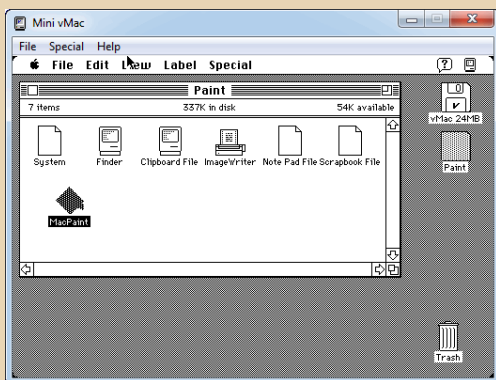 Mini vMac
File Special Help
File Edit View Label Special
Paint
7 items 337K in disk 54K available
vMac 24MB
System Finder Clipboard File ImageWriter Note Pad File Scrapbook File
Paint
MacPaint
Trash